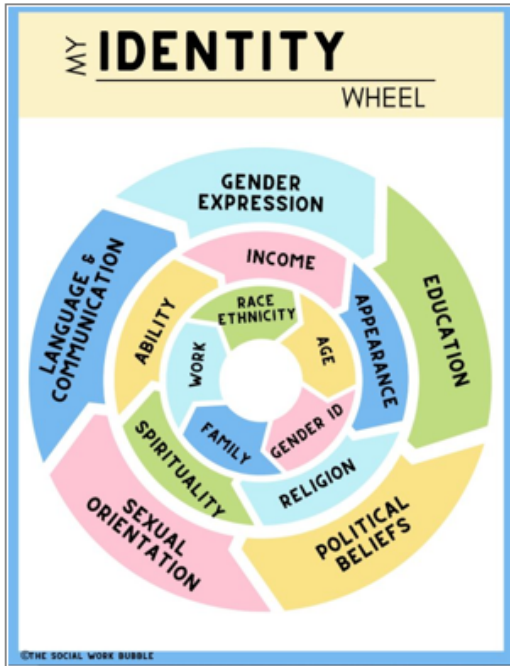 MY
IDENTITY
WHEEL
GENDER
EXPRESSION
EDUCATION
POLITICAL
BELIEFS
SEXUAL
ORIENTATION
LANGUAGE &
COMMUNICATION
INCOME
APPEARANCE
RELIGION
SPIRITUALITY
ABILITY
RACE
ETHNICITY
AGE
GENDER ID
FAMILY
WORK
©THE SOCIAL WORK BUBBLE